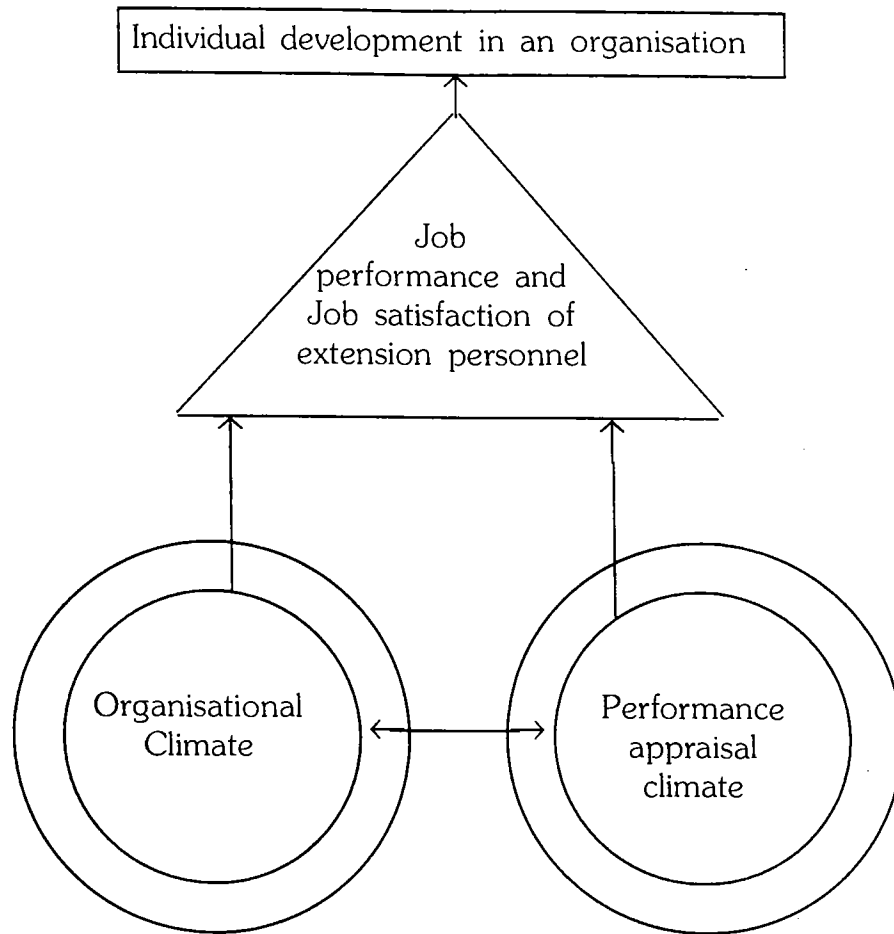 Individual development in an organisation
Job
performance and
Job satisfaction of
extension personnel
Organisational
Climate
Performance
appraisal
climate